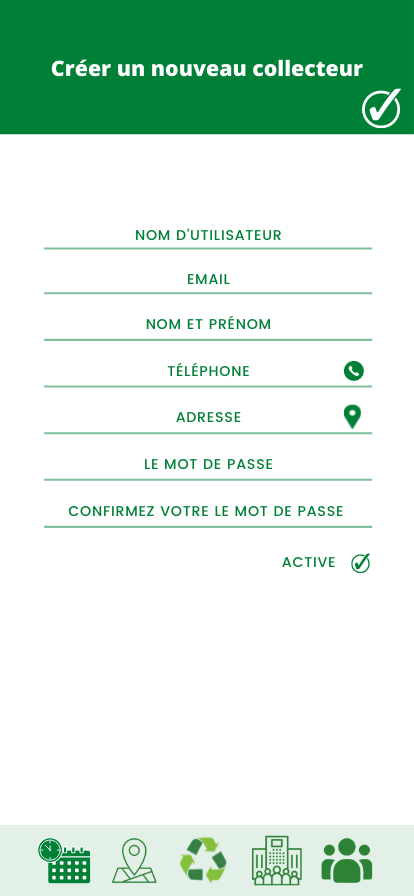 Créer un nouveau collecteur
NOM D'UTILISATEUR
EMAIL
NOM ET PRÉNOM
TÉLÉPHONE
ADRESSE
LE MOT DE PASSE
CONFIRMEZ VOTRE LE MOT DE PASSE
ACTIVE